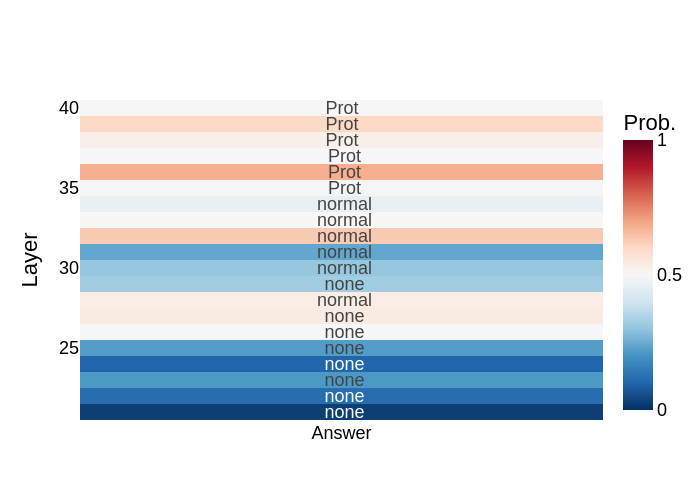 Prob.
40
Prot
1
Prot
Prot
Prot
Prot
35
Prot
normal
normal
normal
normal
30
normal
0.5
none
normal
none
none
25
none
none
none
none
none
0
Layer
Answer